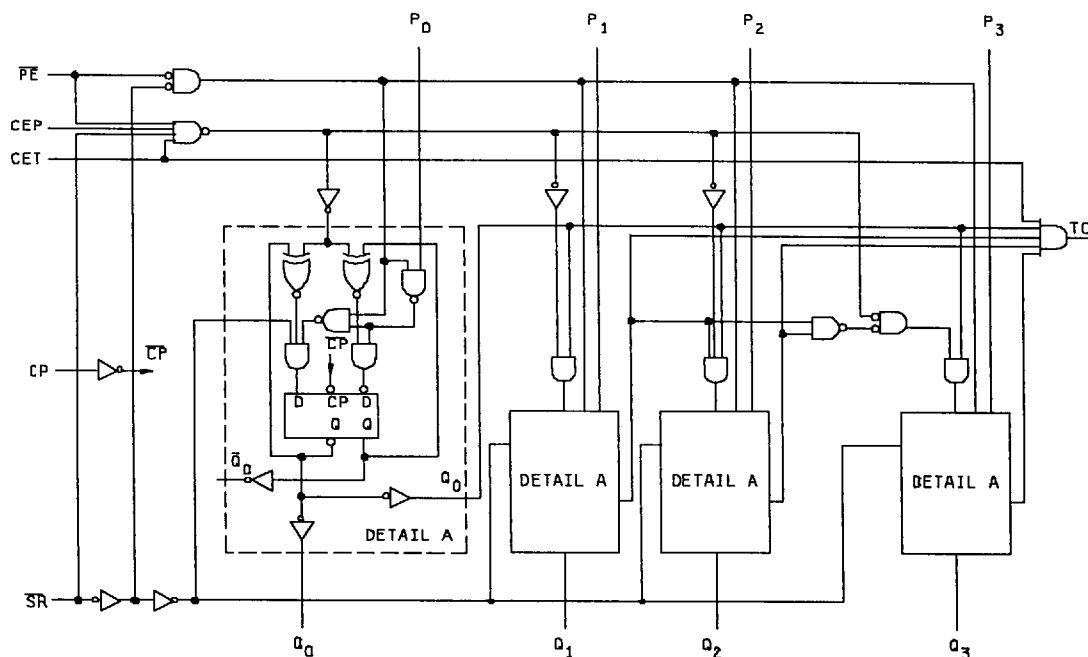 P0 P1 P2 P3
PE
CEP
CET
TC
CP CP
CP
D CP D
Q Q
Q0 Q0
DETAIL A
DETAIL A
DETAIL A
DETAIL A
SR
Q0 Q1 Q2 Q3